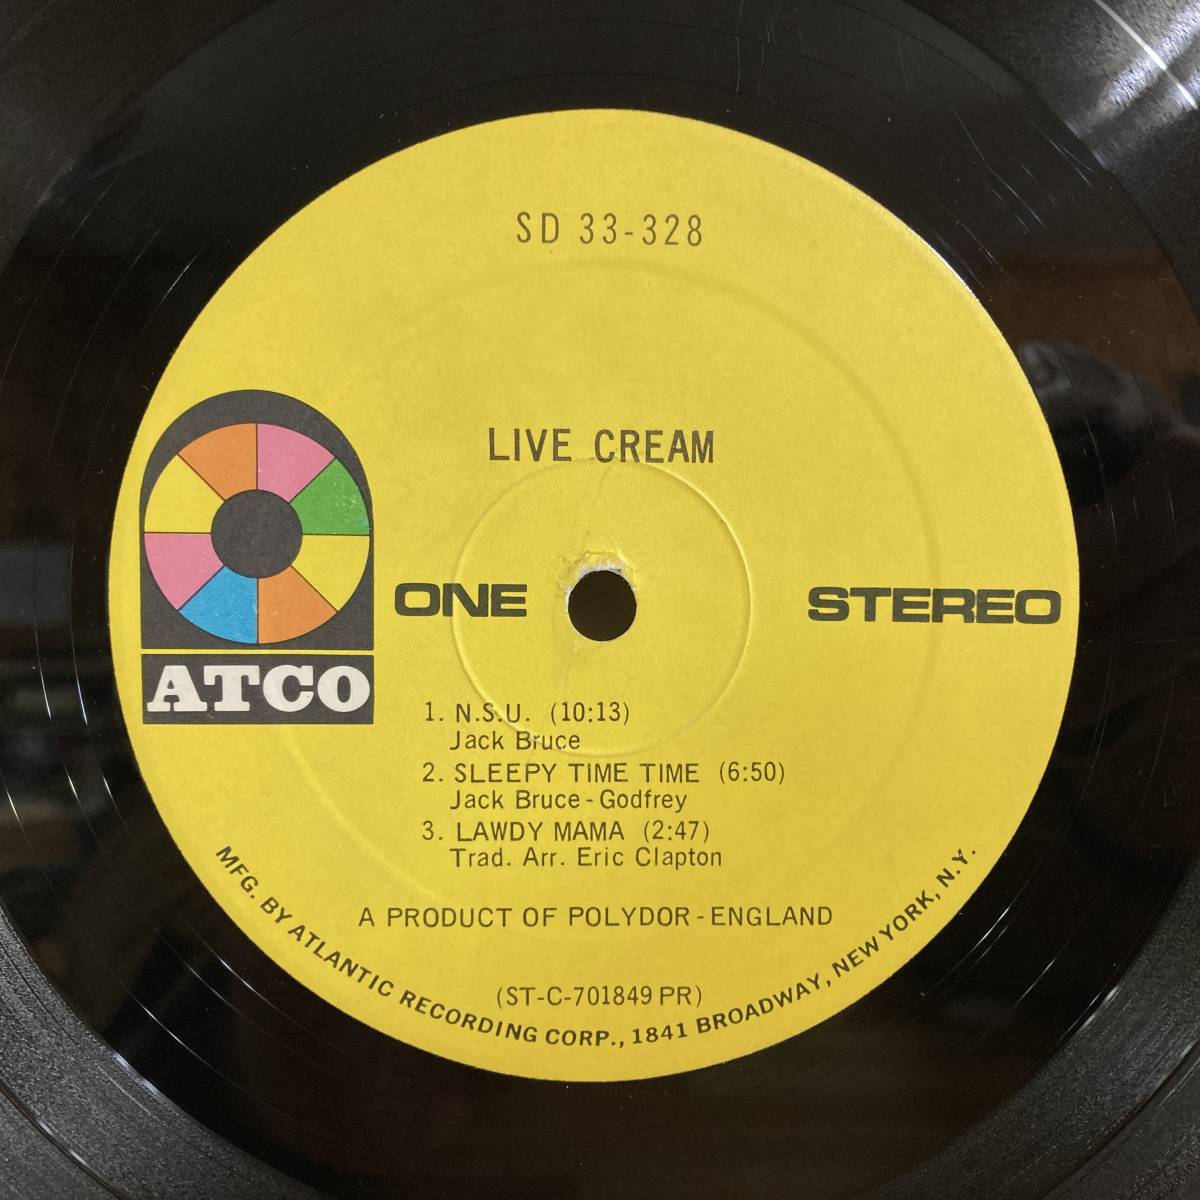 SD 33-328
LIVE CREAM
ATCO
ONE
STEREO
1. N.S.U. (10:13)
Jack Bruce
2. SLEEPY TIME TIME (6:50)
Jack Bruce - Godfrey
3. LAWDY MAMA (2:47)
Trad. Arr. Eric Clapton
A PRODUCT OF POLYDOR - ENGLAND
(ST-C-701849 PR)
MFG. BY ATLANTIC RECORDING CORP., 1841 BROADWAY, NEW YORK, N.Y.